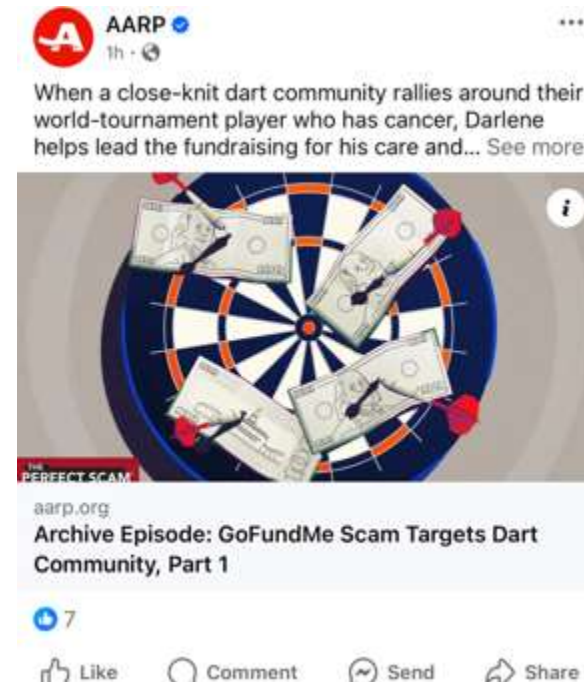 AARP
1h
When a close-knit dart community rallies around their
world-tournament player who has cancer, Darlene
helps lead the fundraising for his care and... See more
i
THE
PERFECT SCAM
aarp.org
Archive Episode: GoFundMe Scam Targets Dart
Community, Part 1
7
Like Comment Send Share